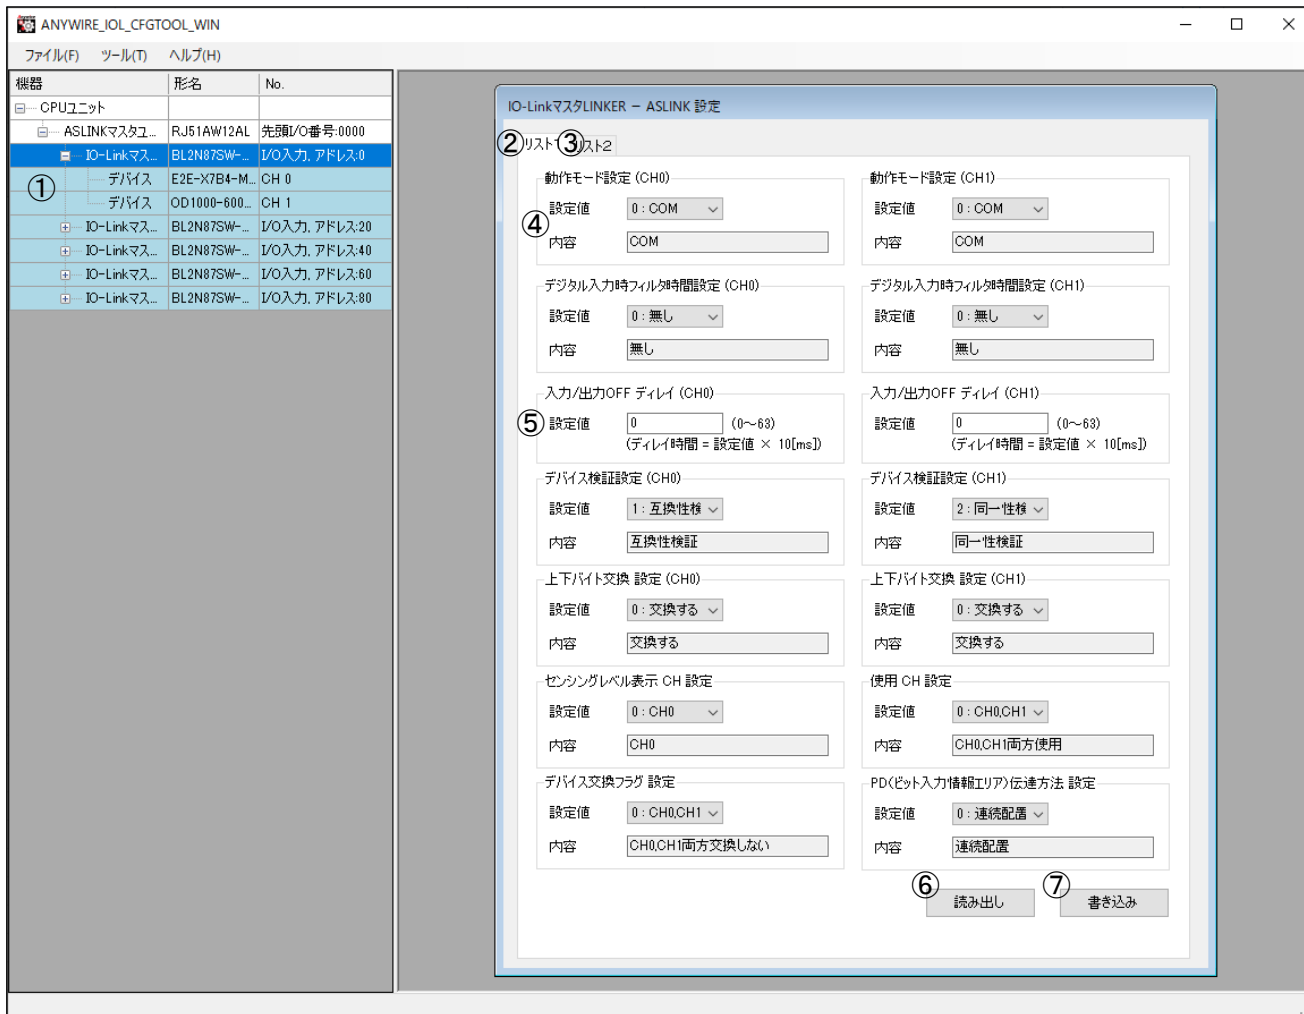 ANYWIRE_IOL_CFGTOOL_WIN
ファイル(F) ツール(T) ヘルプ(H)
機器 形名 No.
CPUユニット
ASLINKマスタユ... RJ51AW12AL 先頭I/O番号:0000
IO-Linkマス... BL2N87SW-... I/O入力, アドレス:0
①
デバイス E2E-X7B4-M... CH 0
デバイス OD1000-600... CH 1
IO-Linkマス... BL2N87SW-... I/O入力, アドレス:20
IO-Linkマス... BL2N87SW-... I/O入力, アドレス:40
IO-Linkマス... BL2N87SW-... I/O入力, アドレス:60
IO-Linkマス... BL2N87SW-... I/O入力, アドレス:80
IO-LinkマスタLINKER － ASLINK 設定
② リスト1 ③ リスト2
動作モード設定 (CH0)
④
設定値 0 : COM
内容 COM
動作モード設定 (CH1)
設定値 0 : COM
内容 COM
デジタル入力時フィルタ時間設定 (CH0)
設定値 0 : 無し
内容 無し
デジタル入力時フィルタ時間設定 (CH1)
設定値 0 : 無し
内容 無し
入力/出力OFF ディレイ (CH0)
⑤ 設定値 0 (0～63)
(ディレイ時間 = 設定値 × 10[ms])
入力/出力OFF ディレイ (CH1)
設定値 0 (0～63)
(ディレイ時間 = 設定値 × 10[ms])
デバイス検証設定 (CH0)
設定値 1 : 互換性検
内容 互換性検証
デバイス検証設定 (CH1)
設定値 2 : 同一性検
内容 同一性検証
上下バイト交換 設定 (CH0)
設定値 0 : 交換する
内容 交換する
上下バイト交換 設定 (CH1)
設定値 0 : 交換する
内容 交換する
センシングレベル表示 CH 設定
設定値 0 : CH0
内容 CH0
使用 CH 設定
設定値 0 : CH0,CH1
内容 CH0,CH1両方使用
デバイス交換フラグ 設定
設定値 0 : CH0,CH1
内容 CH0,CH1両方交換しない
PD(ビット入力情報エリア)伝達方法 設定
設定値 0 : 連続配置
内容 連続配置
⑥ 読み出し ⑦ 書き込み